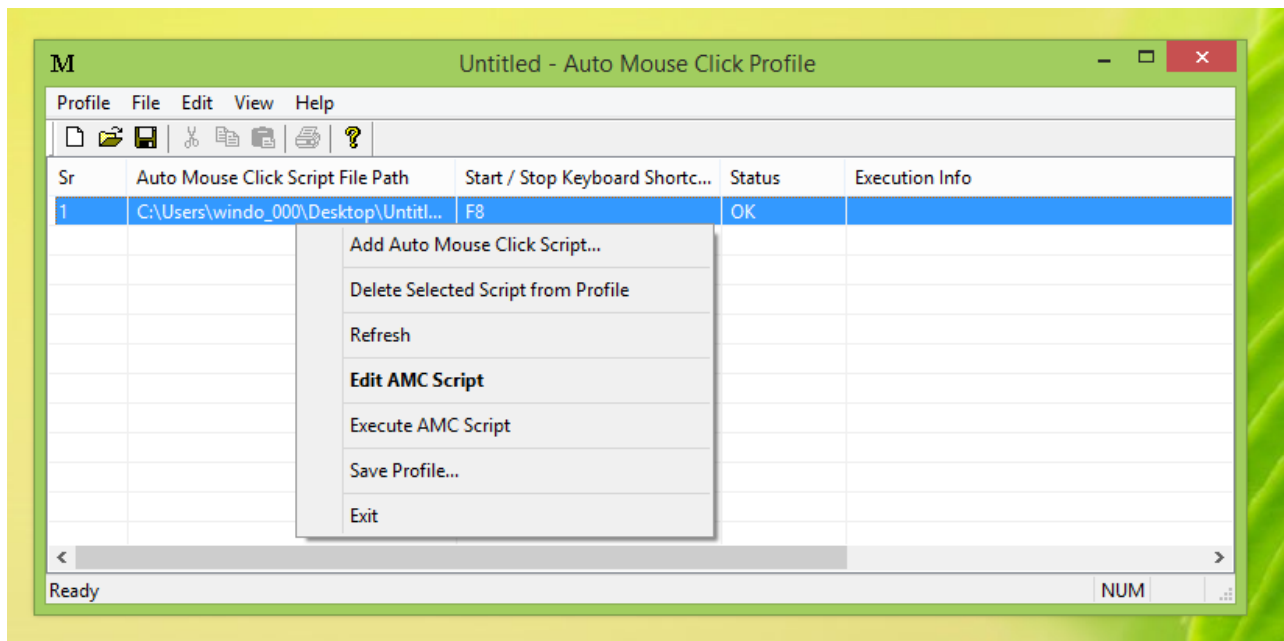 M Untitled - Auto Mouse Click Profile
Profile File Edit View Help
Sr Auto Mouse Click Script File Path Start / Stop Keyboard Shortc... Status Execution Info
1 C:\Users\windo_000\Desktop\Untitl... F8 OK
Add Auto Mouse Click Script...
Delete Selected Script from Profile
Refresh
Edit AMC Script
Execute AMC Script
Save Profile...
Exit
Ready NUM